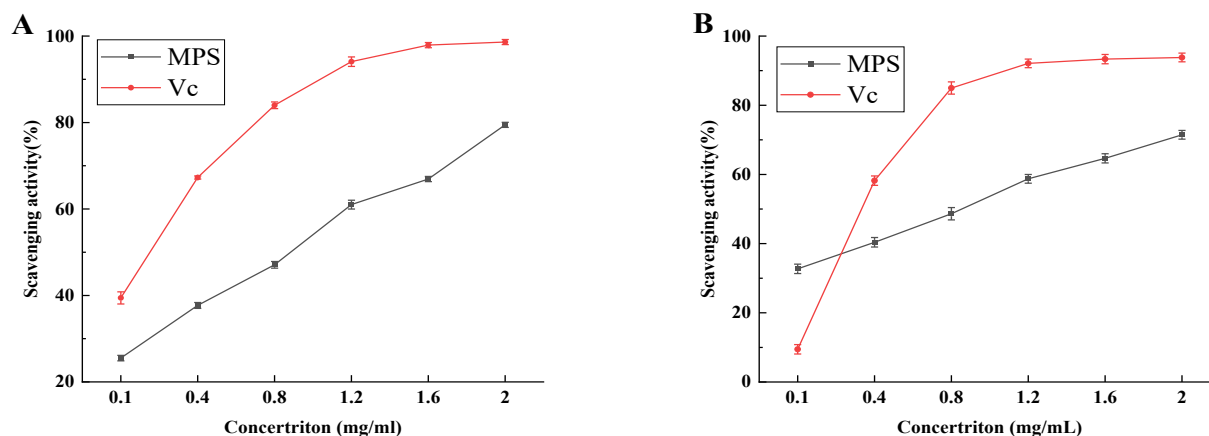 A
MPS
Vc
100
80
60
40
20
Scavenging activity(%)
0.1 0.4 0.8 1.2 1.6 2
Concertriton (mg/ml)
B
MPS
Vc
100
80
60
40
20
0
Scavenging activity(%)
0.1 0.4 0.8 1.2 1.6 2
Concertriton (mg/mL)